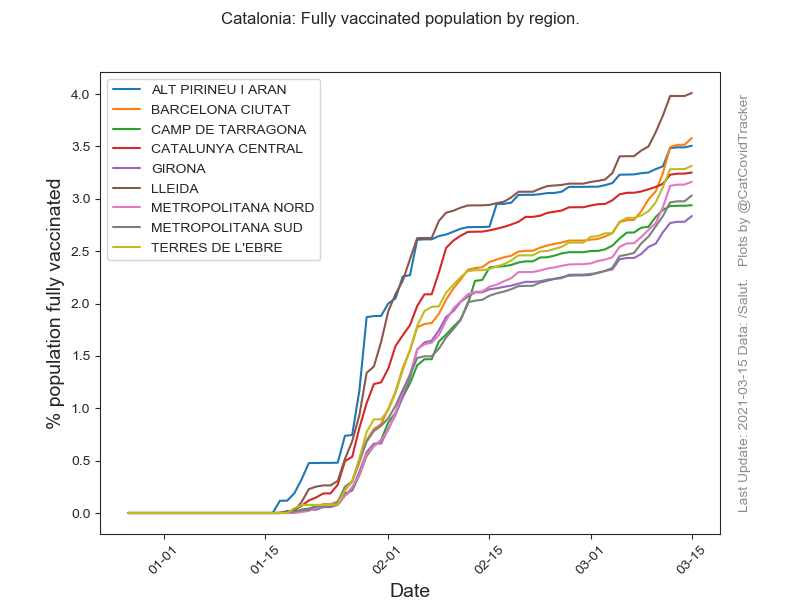 Catalonia: Fully vaccinated population by region.
ALT PIRINEU I ARAN
BARCELONA CIUTAT
CAMP DE TARRAGONA
CATALUNYA CENTRAL
GIRONA
LLEIDA
METROPOLITANA NORD
METROPOLITANA SUD
TERRES DE L'EBRE
% population fully vaccinated
4.0
3.5
3.0
2.5
2.0
1.5
1.0
0.5
0.0
01-01
01-15
02-01
02-15
03-01
03-15
Date
Last Update: 2021-03-15 Data: /Salut    Plots by @CatCovidTracker